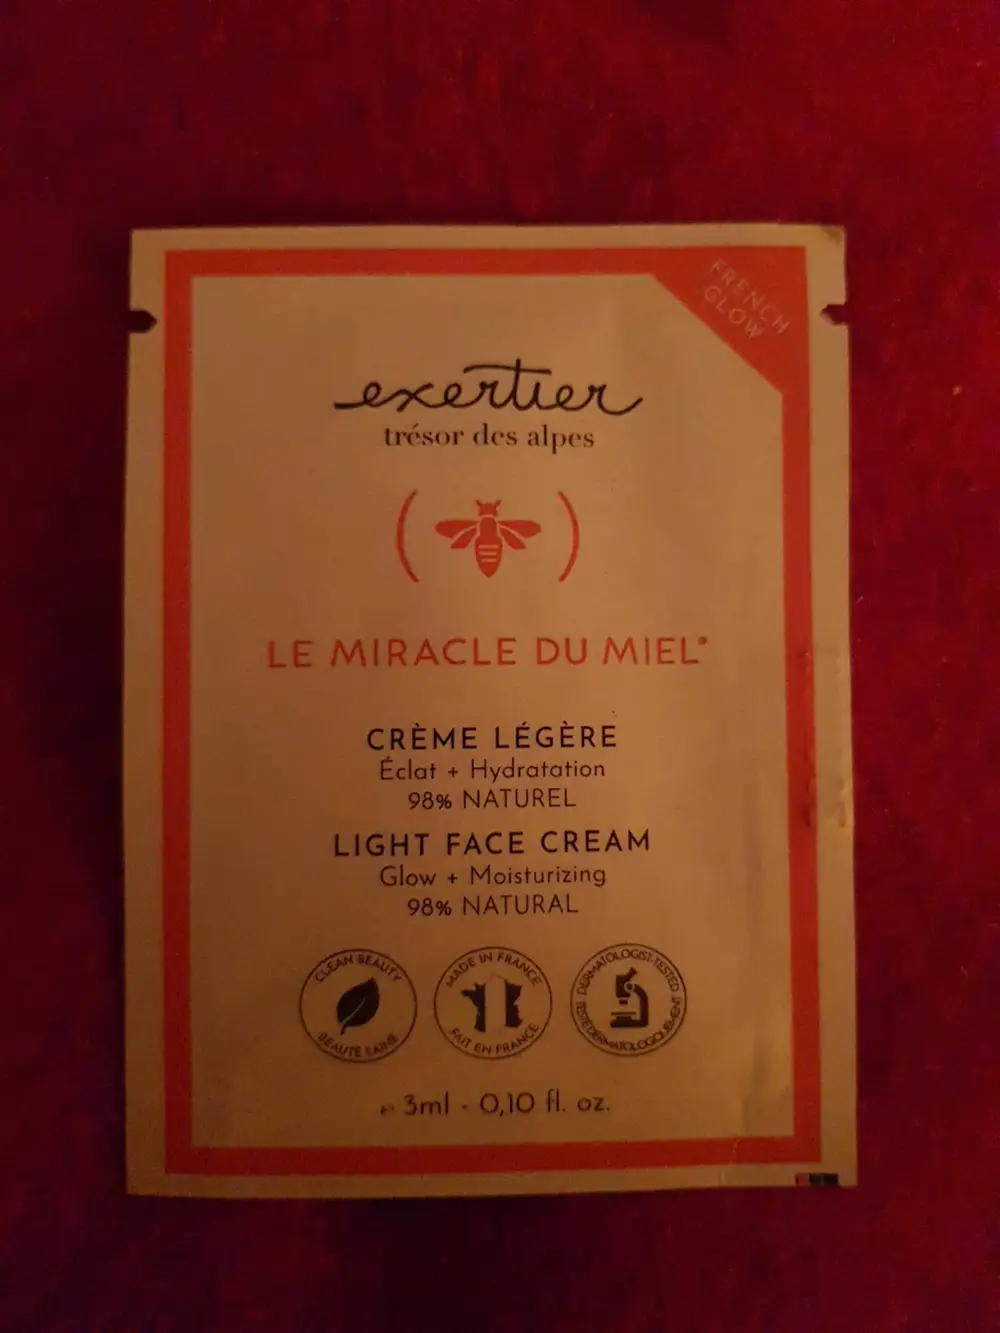 FRENCH
GLOW
exertier
trésor des alpes
LE MIRACLE DU MIEL*
CRÈME LÉGÈRE
Éclat + Hydratation
98% NATUREL
LIGHT FACE CREAM
Glow + Moisturizing
98% NATURAL
CLEAN BEAUTY
BEAUTÉ SAINE
MADE IN FRANCE
FAIT EN FRANCE
DERMATOLOGIST-TESTED
TESTÉ DERMATOLOGIQUEMENT
℮ 3ml - 0,10 fl. oz.